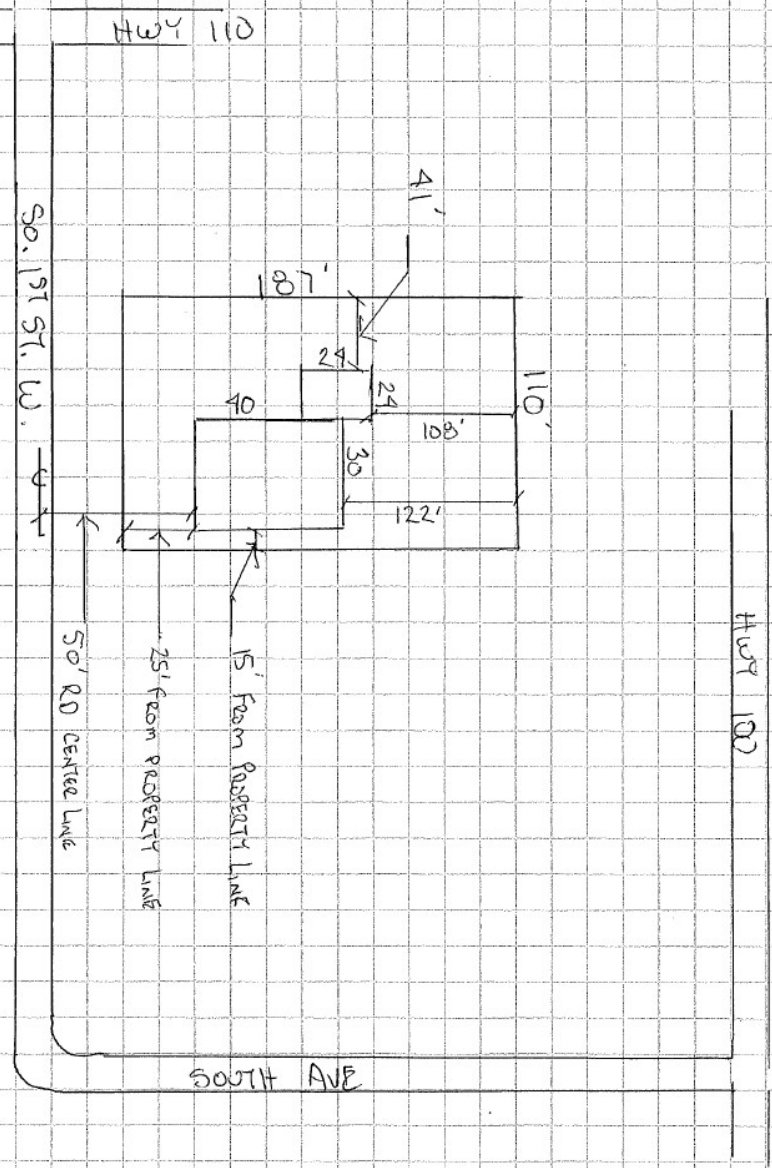 HWY 110
41'
So. 1ST ST. W.
187'
24
24
110'
40
108'
30
122'
HWY 100
15' FROM PROPERTY LINE
25' FROM PROPERTY LINE
50' RD CENTER LINE
SOUTH AVE